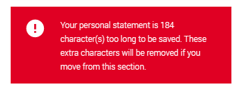 Your personal statement is 184
character(s) too long to be saved. These
extra characters will be removed if you
move from this section.